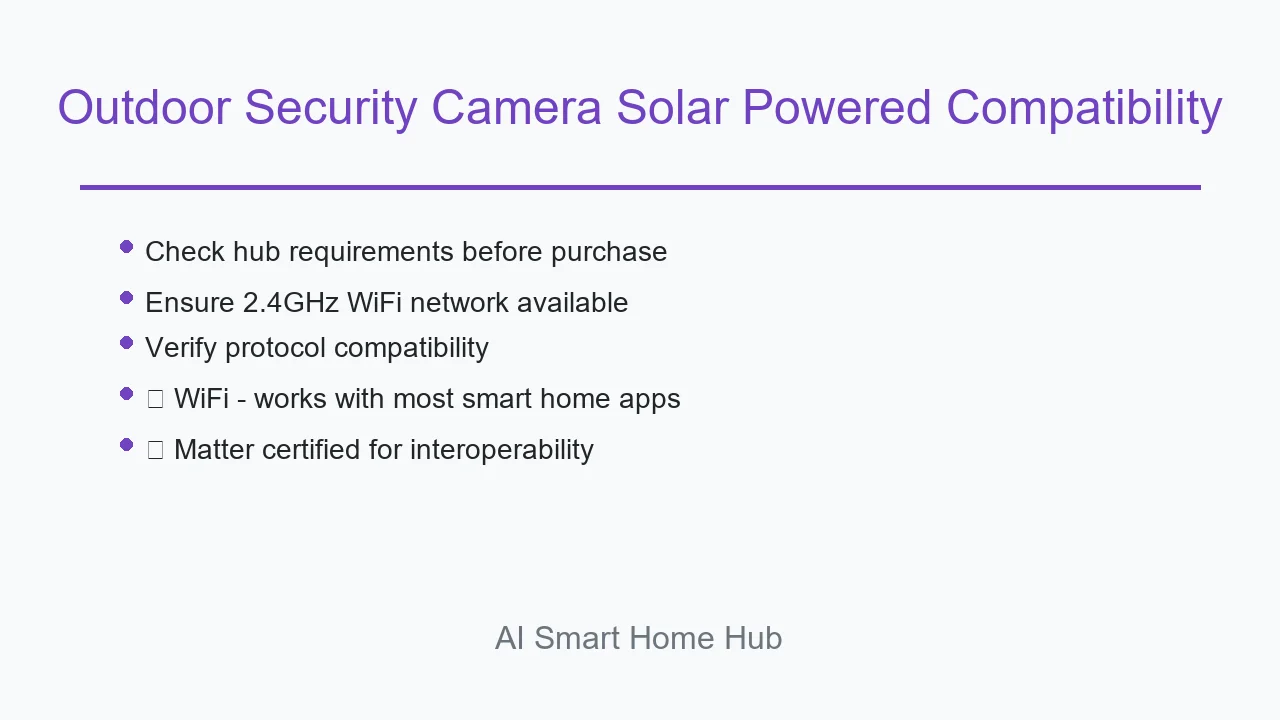 Outdoor Security Camera Solar Powered Compatibility
Check hub requirements before purchase
Ensure 2.4GHz WiFi network available
Verify protocol compatibility
□ WiFi - works with most smart home apps
□ Matter certified for interoperability
AI Smart Home Hub